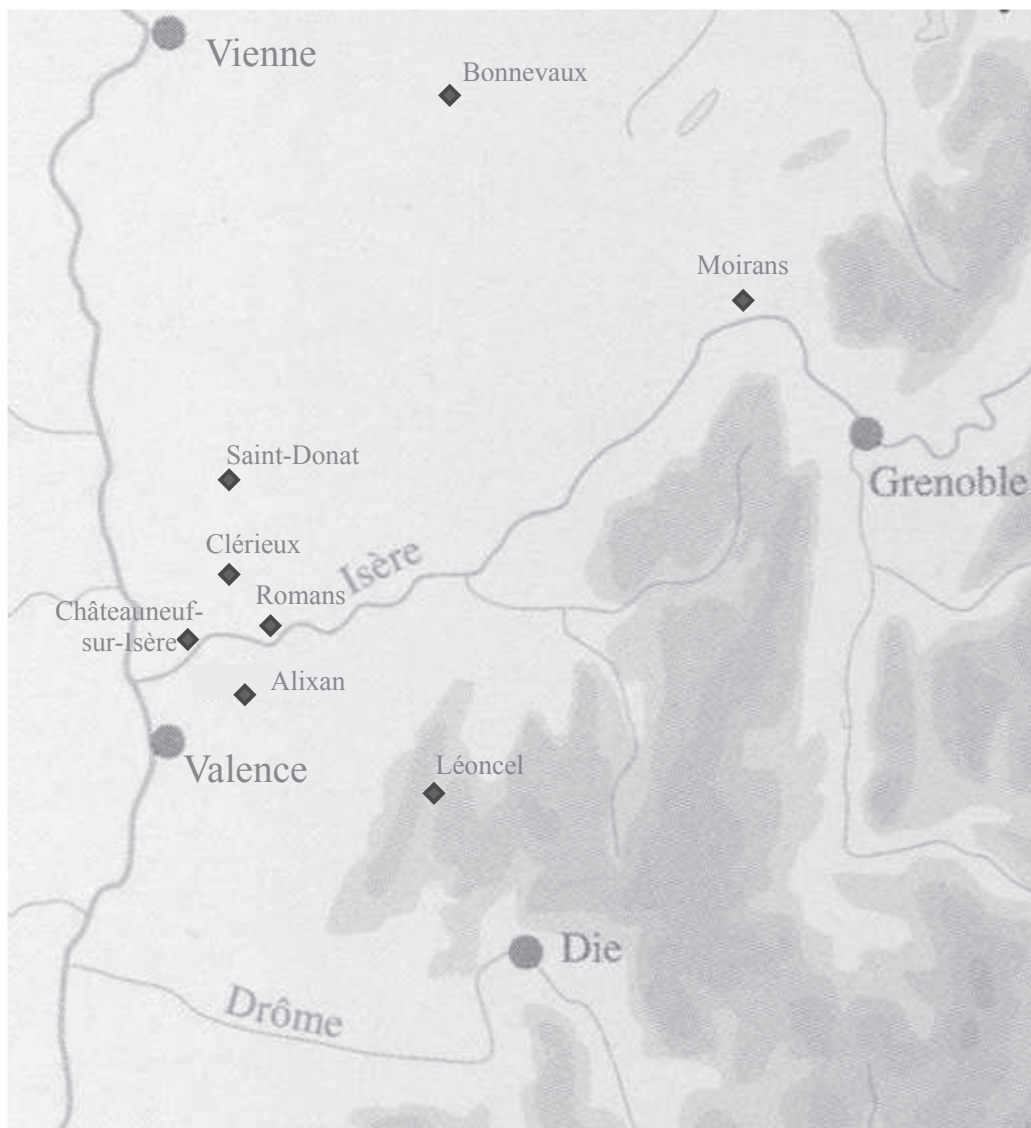 Vienne
Bonnevaux
Moirans
Saint-Donat
Grenoble
Clérieux
Isère
Romans
Châteauneuf-
sur-Isère
Alixan
Valence
Léoncel
Die
Drôme